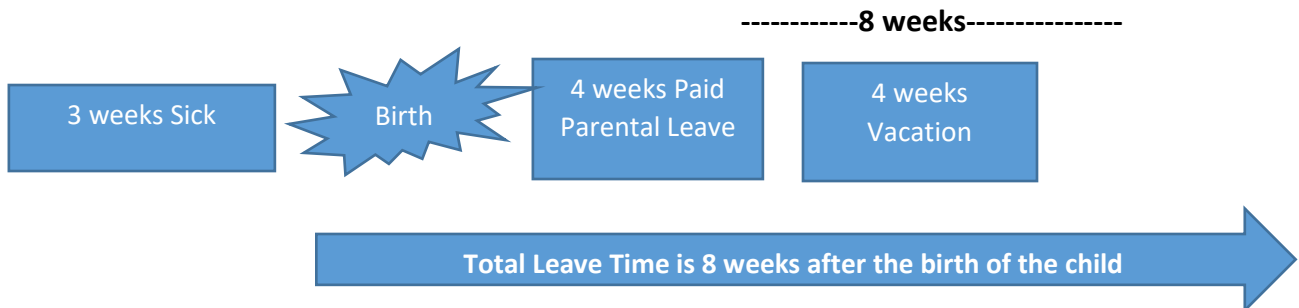 ------------8 weeks----------------
3 weeks Sick
Birth
4 weeks Paid
Parental Leave
4 weeks
Vacation
Total Leave Time is 8 weeks after the birth of the child